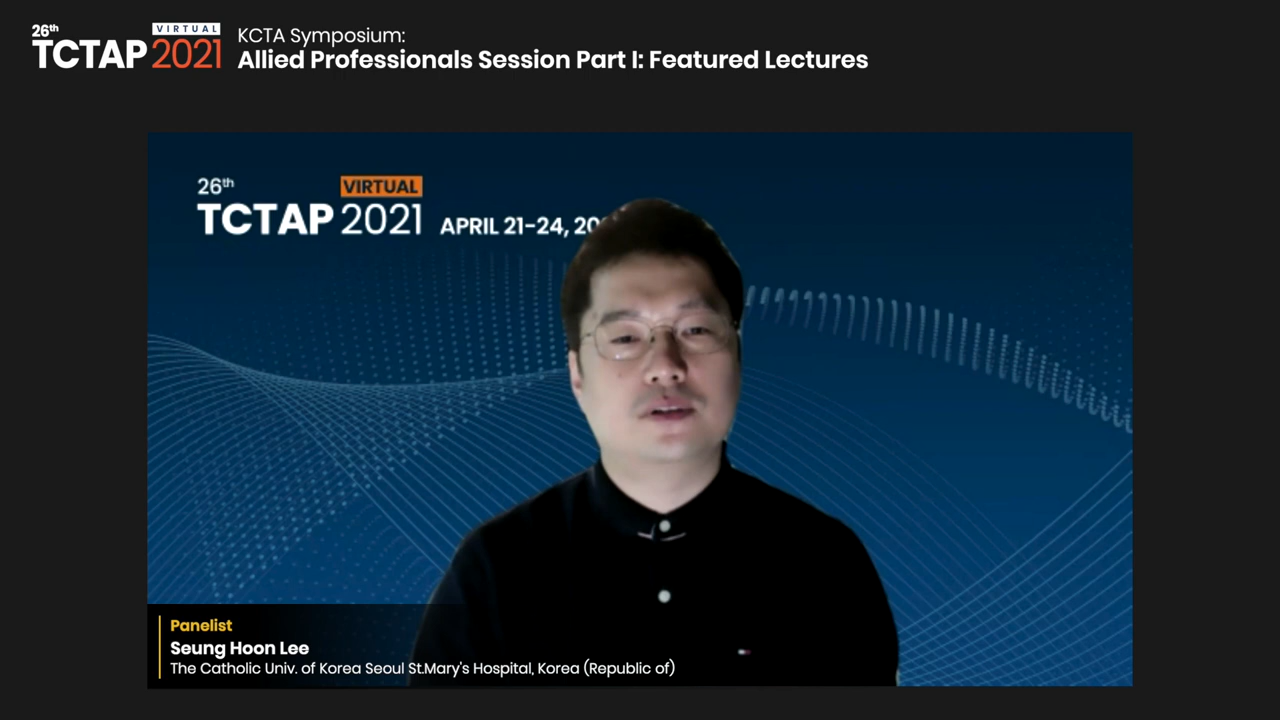 26th
VIRTUAL
TCTAP 2021
KCTA Symposium:
Allied Professionals Session Part I: Featured Lectures
26th
VIRTUAL
TCTAP 2021
APRIL 21-24, 20
Panelist
Seung Hoon Lee
The Catholic Univ. of Korea Seoul St.Mary's Hospital, Korea (Republic of)